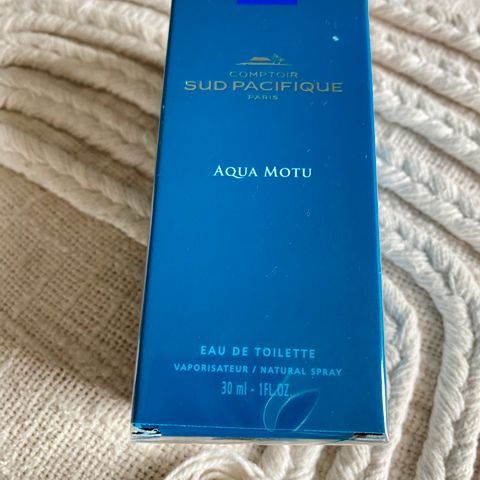 COMPTOIR
SUD PACIFIQUE
PARIS
AQUA MOTU
EAU DE TOILETTE
VAPORISATEUR / NATURAL SPRAY
30 ml - 1FL.OZ.